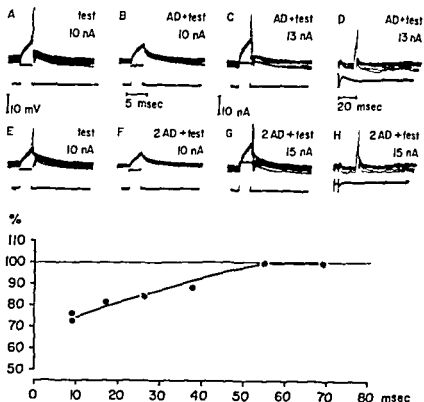 A test 10 nA
B AD+test 10 nA
C AD+test 13 nA
D AD+test 13 nA
10 mV
5 msec
10 nA
20 msec
E test 10 nA
F 2 AD+test 10 nA
G 2 AD+test 15 nA
H 2 AD+test 15 nA
%
110
100
90
80
70
60
50
0 10 20 30 40 50 60 70 80 msec